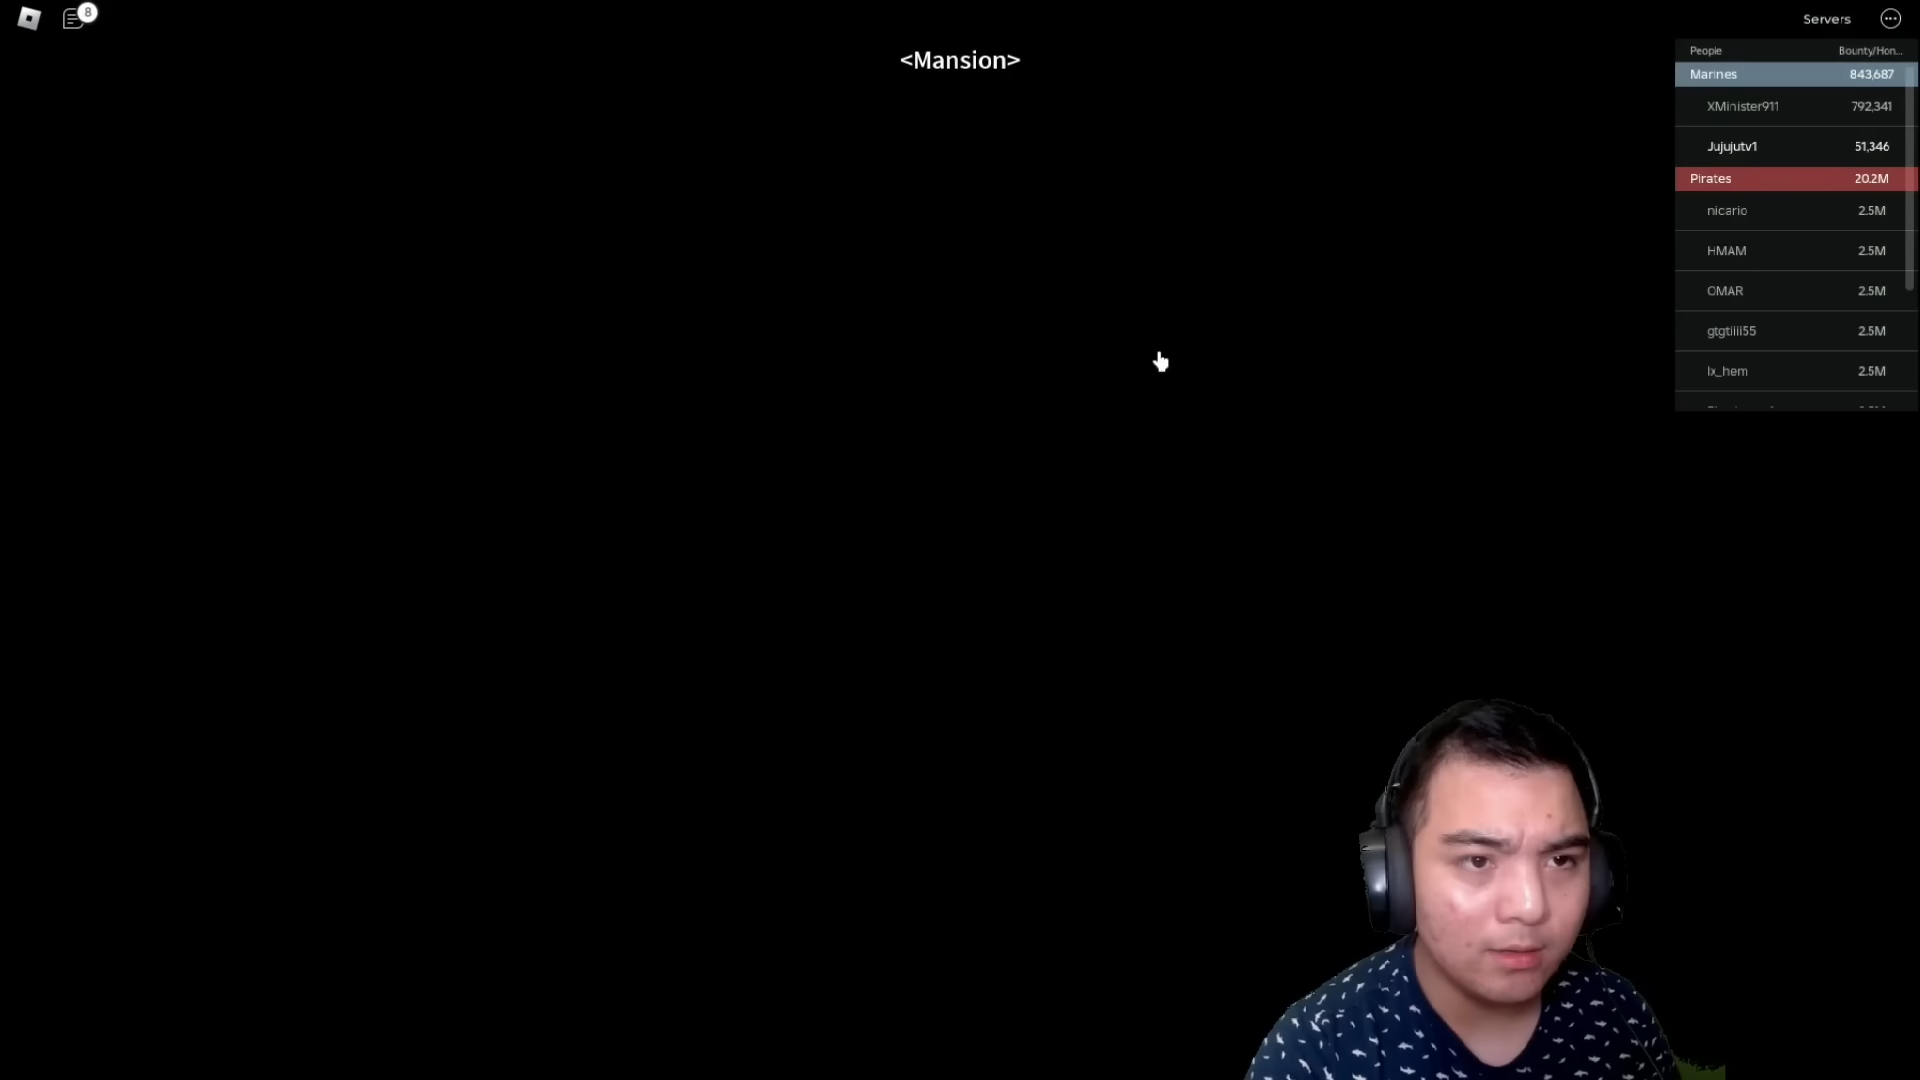 8
Servers
<Mansion>
People Bounty/Hon...
Marines 843,687
XMinister911 792,341
Jujujutv1 51,346
Pirates 20.2M
nicario 2.5M
HMAM 2.5M
OMAR 2.5M
gtgtiiii55 2.5M
lx_hem 2.5M